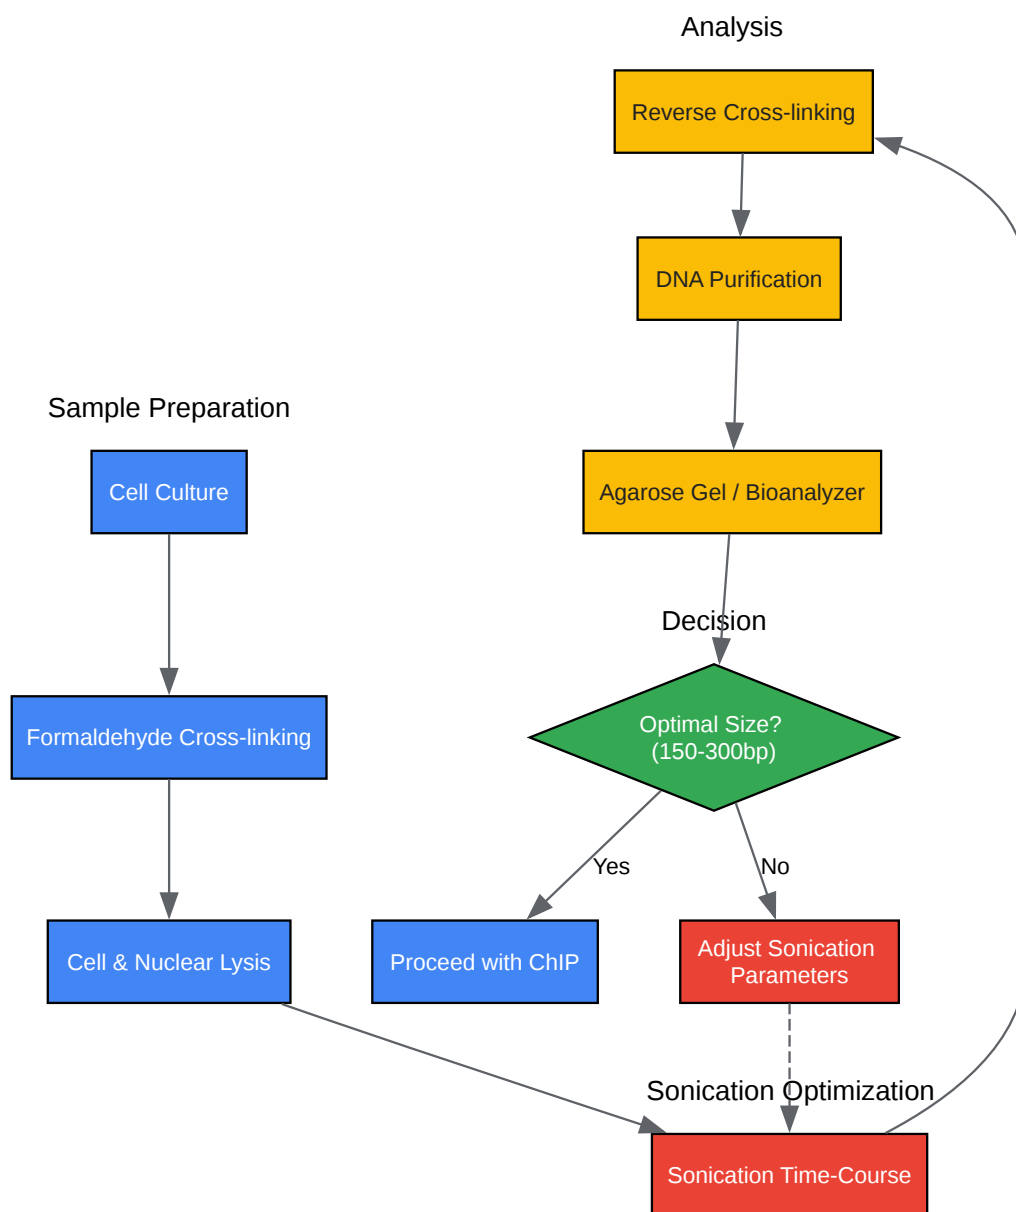 Analysis
Reverse Cross-linking
DNA Purification
Sample Preparation
Cell Culture
Agarose Gel / Bioanalyzer
Decision
Optimal Size?
(150-300bp)
Formaldehyde Cross-linking
Yes
No
Cell & Nuclear Lysis
Proceed with ChIP
Adjust Sonication
Parameters
Sonication Optimization
Sonication Time-Course